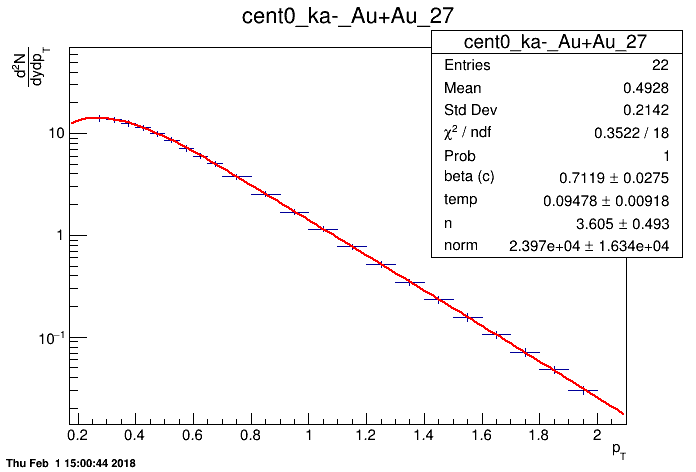 cent0_ka-_Au+Au_27
d²N
dydp_T
cent0_ka-_Au+Au_27
Entries 22
Mean 0.4928
Std Dev 0.2142
χ² / ndf 0.3522 / 18
Prob 1
beta (c) 0.7119 ± 0.0275
temp 0.09478 ± 0.00918
n 3.605 ± 0.493
norm 2.397e+04 ± 1.634e+04
10
1
10⁻¹
0.2 0.4 0.6 0.8 1 1.2 1.4 1.6 1.8 2
p_T
Thu Feb 1 15:00:44 2018